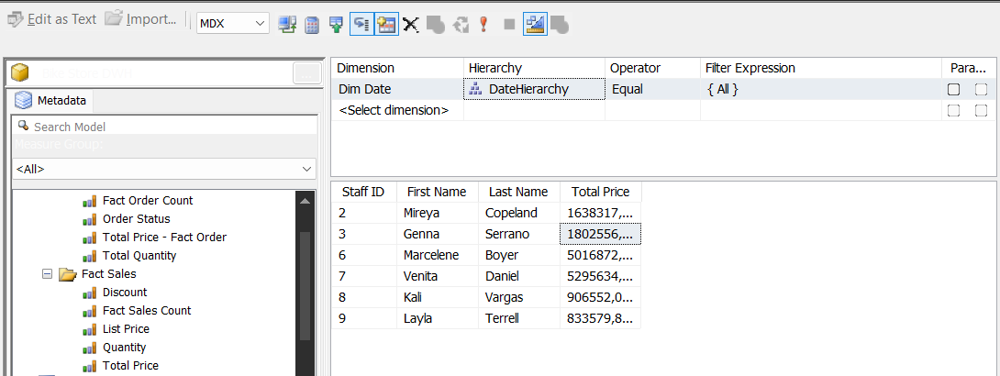 Edit as Text Import... MDX
Metadata
Search Model
Measure Group:
<All>
Fact Order Count
Order Status
Total Price - Fact Order
Total Quantity
Fact Sales
Discount
Fact Sales Count
List Price
Quantity
Total Price
Dimension Hierarchy Operator Filter Expression Para...
Dim Date DateHierarchy Equal { All }
<Select dimension>
Staff ID First Name Last Name Total Price
2 Mireya Copeland 1638317,...
3 Genna Serrano 1802556,...
6 Marcelene Boyer 5016872,...
7 Venita Daniel 5295634,...
8 Kali Vargas 906552,0...
9 Layla Terrell 833579,8...